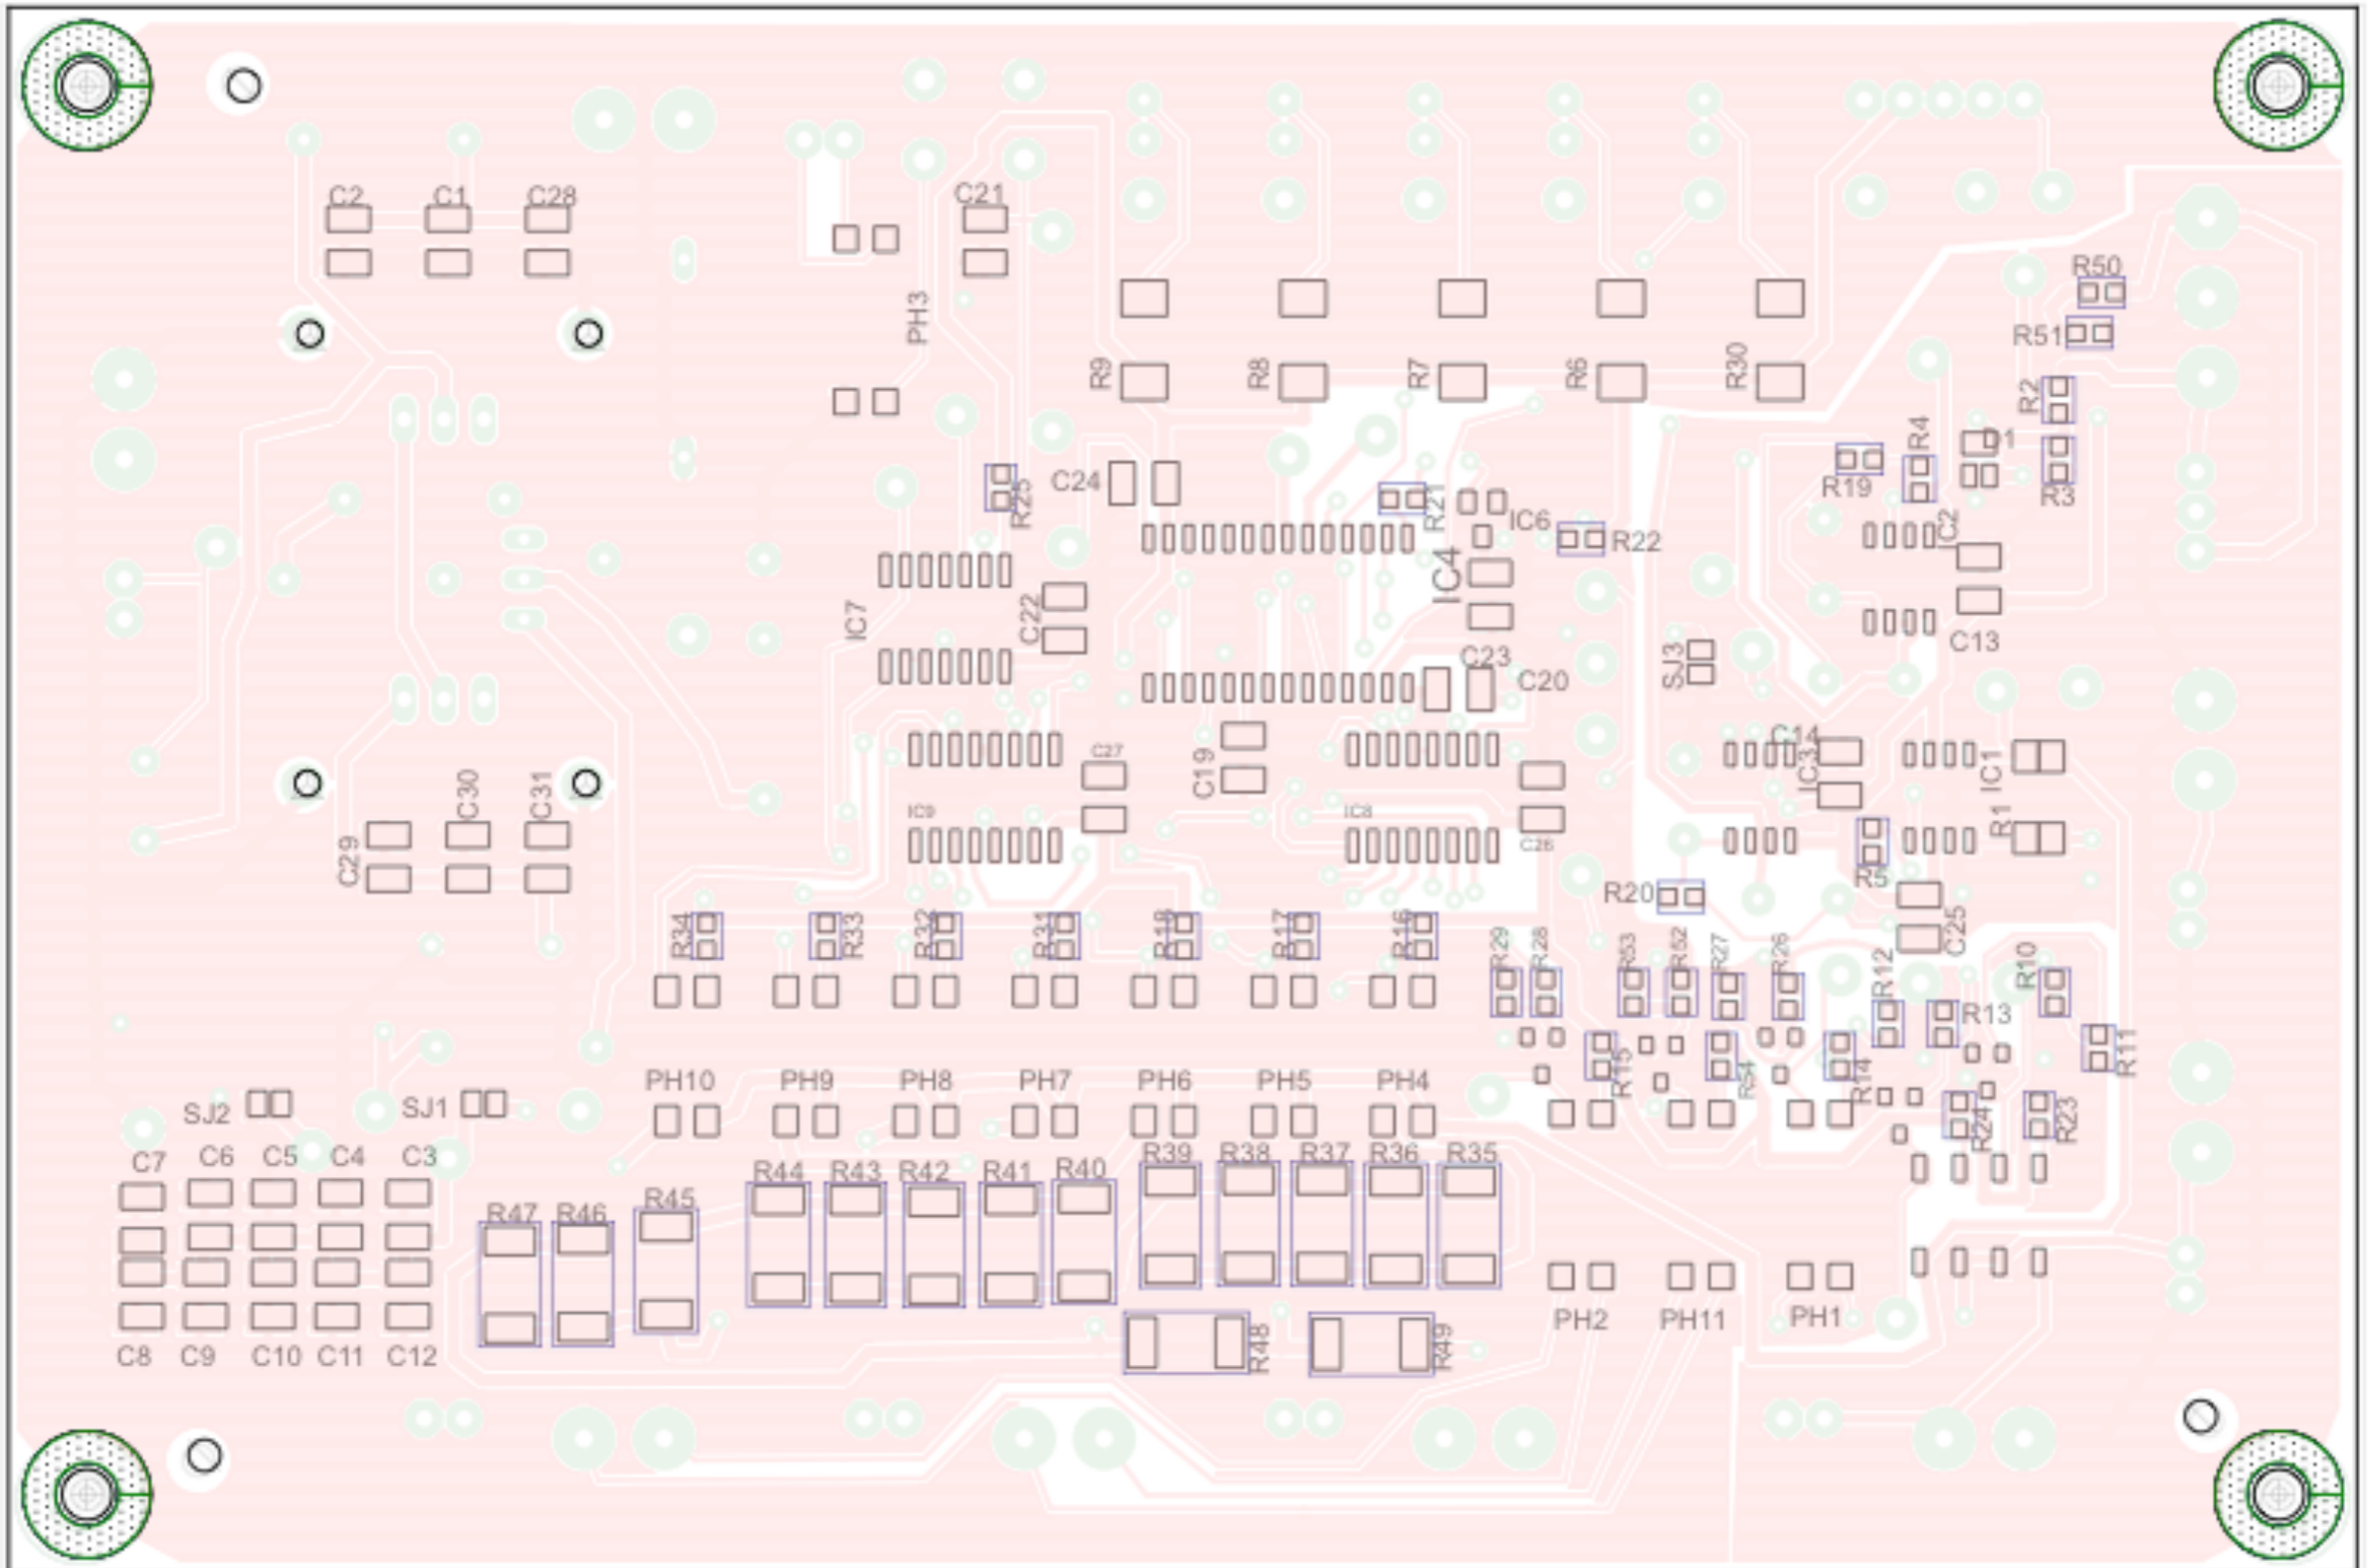 C2 C1 C28 C21
R50
PH3
R51
R9 R8 R7 R6 R30
R2
R4 D1
C24 R25 R21 R19 R3
IC6 R22 IC2
IC4
IC7 C22
C23 SJ3 C13
C20
C27 C19 C14 IC3 IC1
C30 C31
IC9 IC8 R1
C29 C26 R5
R20
R34 R33 R32 R31 R18 R17 R16 C25
R29 R28 R53 R52 R27 R26 R12 R10
R13
R15 R54 R14 R11
PH10 PH9 PH8 PH7 PH6 PH5 PH4
SJ2 SJ1
R24 R23
C7 C6 C5 C4 C3
R44 R43 R42 R41 R40 R39 R38 R37 R36 R35
R47 R46 R45
PH2 PH11 PH1
C8 C9 C10 C11 C12 R48 R49